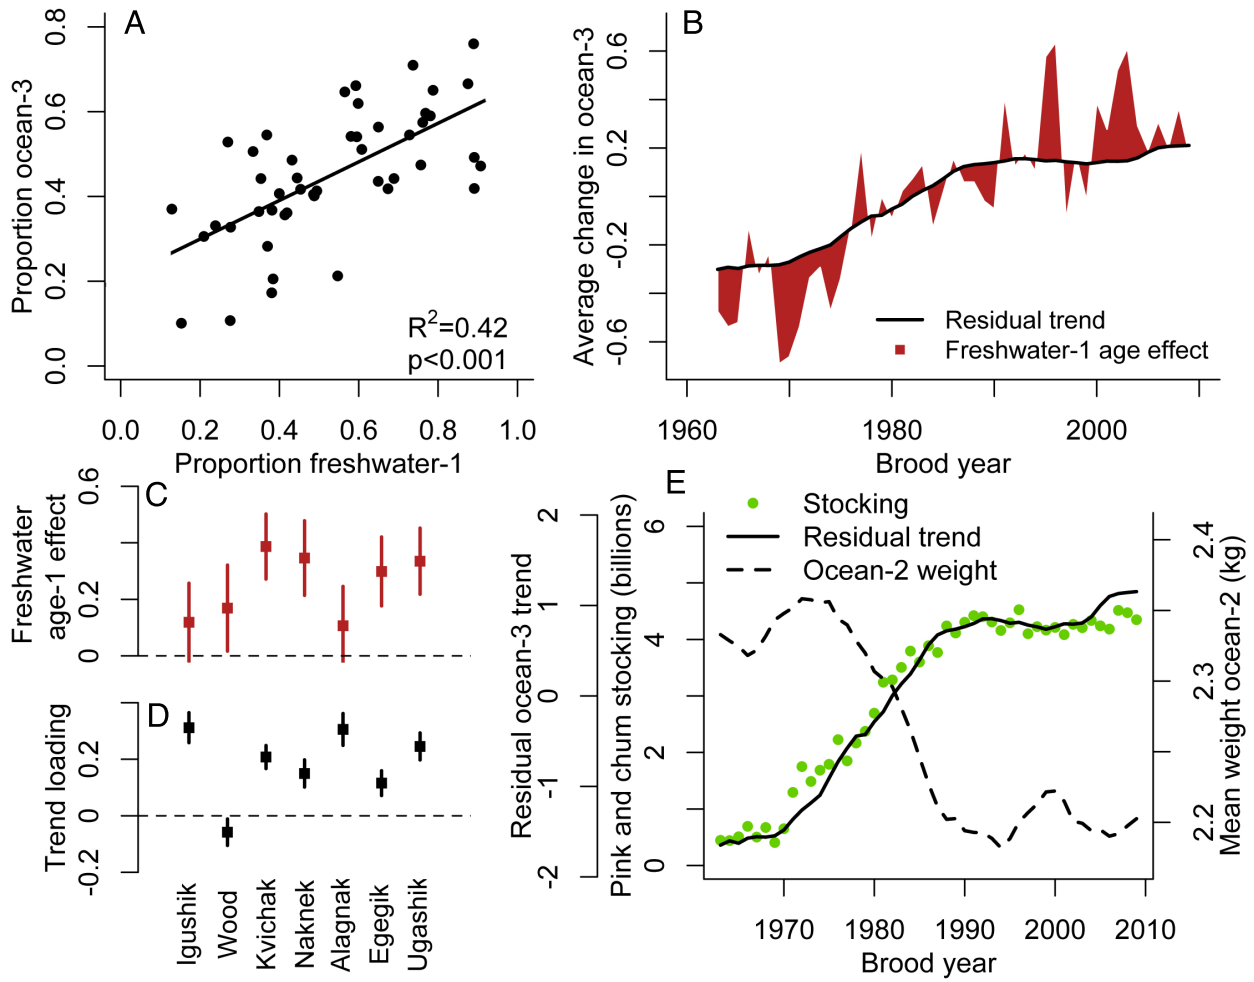 A
Proportion ocean-3
0.8
0.6
0.4
0.2
0.0
R2=0.42
p<0.001
0.0 0.2 0.4 0.6 0.8 1.0
Proportion freshwater-1
B
Average change in ocean-3
0.6
0.2
-0.2
-0.6
Residual trend
Freshwater-1 age effect
1960 1980 2000
Brood year
C
Freshwater
age-1 effect
0.6
0.2
0
D
Trend loading
0.2
0
-0.2
Igushik
Wood
Kvichak
Naknek
Alagnak
Egegik
Ugashik
E
Stocking
Residual trend
Ocean-2 weight
Residual ocean-3 trend
2
1
0
-1
-2
Pink and chum stocking (billions)
6
4
2
0
2.4
2.3
2.2
Mean weight ocean-2 (kg)
1970 1980 1990 2000 2010
Brood year